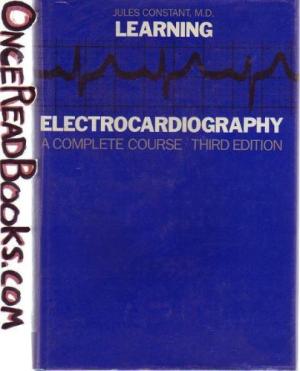 OnceReadBooks.com
JULES CONSTANT, M.D.
LEARNING
ELECTROCARDIOGRAPHY
A COMPLETE COURSE THIRD EDITION